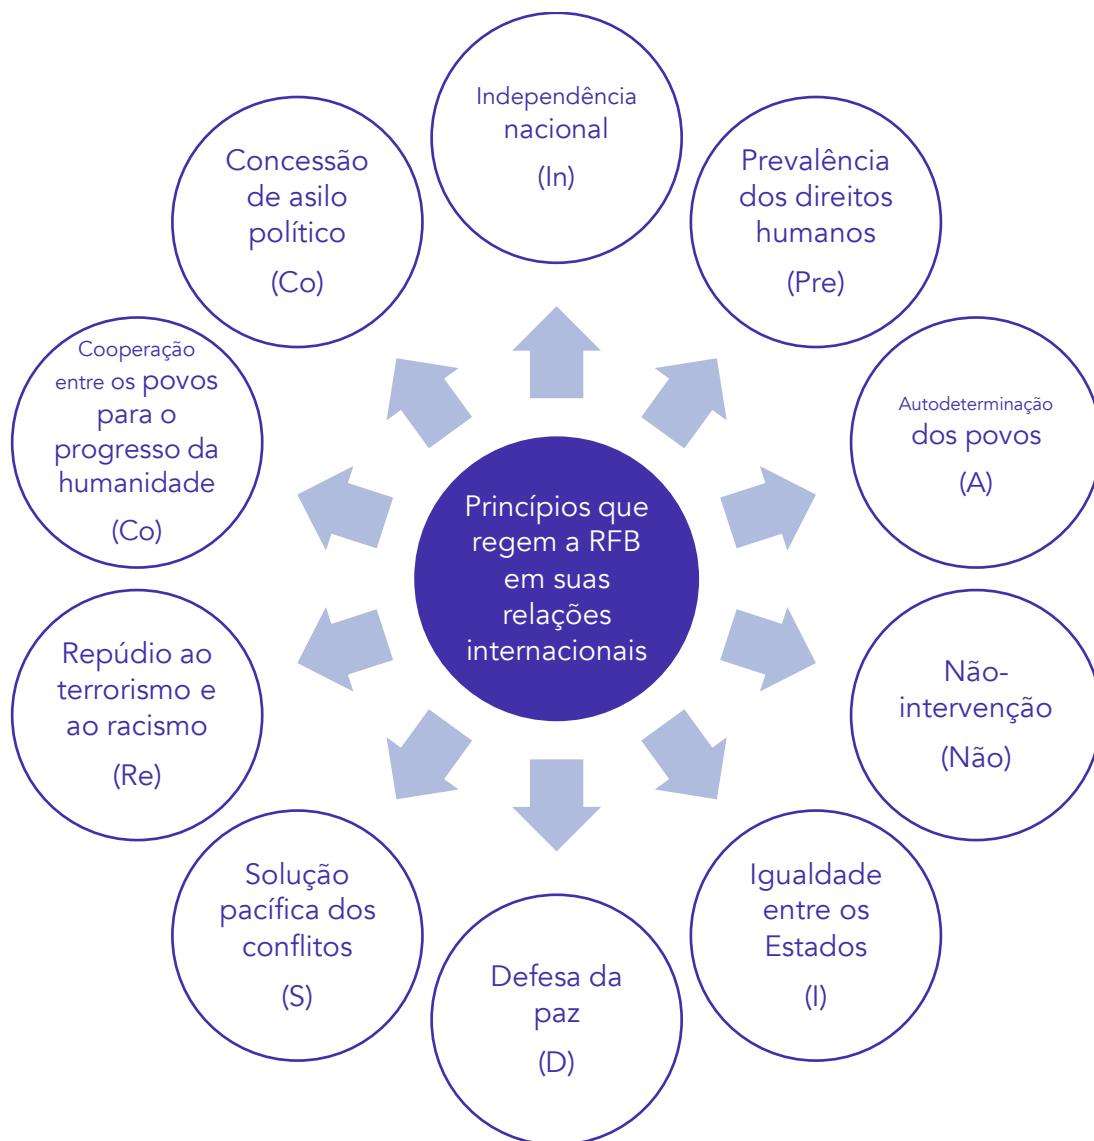 Independência
nacional
(In)
Prevalência
dos direitos
humanos
(Pre)
Autodeterminação
dos povos
(A)
Não-
intervenção
(Não)
Igualdade
entre os
Estados
(I)
Defesa da
paz
(D)
Solução
pacífica dos
conflitos
(S)
Repúdio ao
terrorismo e
ao racismo
(Re)
Cooperação
entre os povos
para o
progresso da
humanidade
(Co)
Concessão
de asilo
político
(Co)
Princípios que
regem a RFB
em suas
relações
internacionais